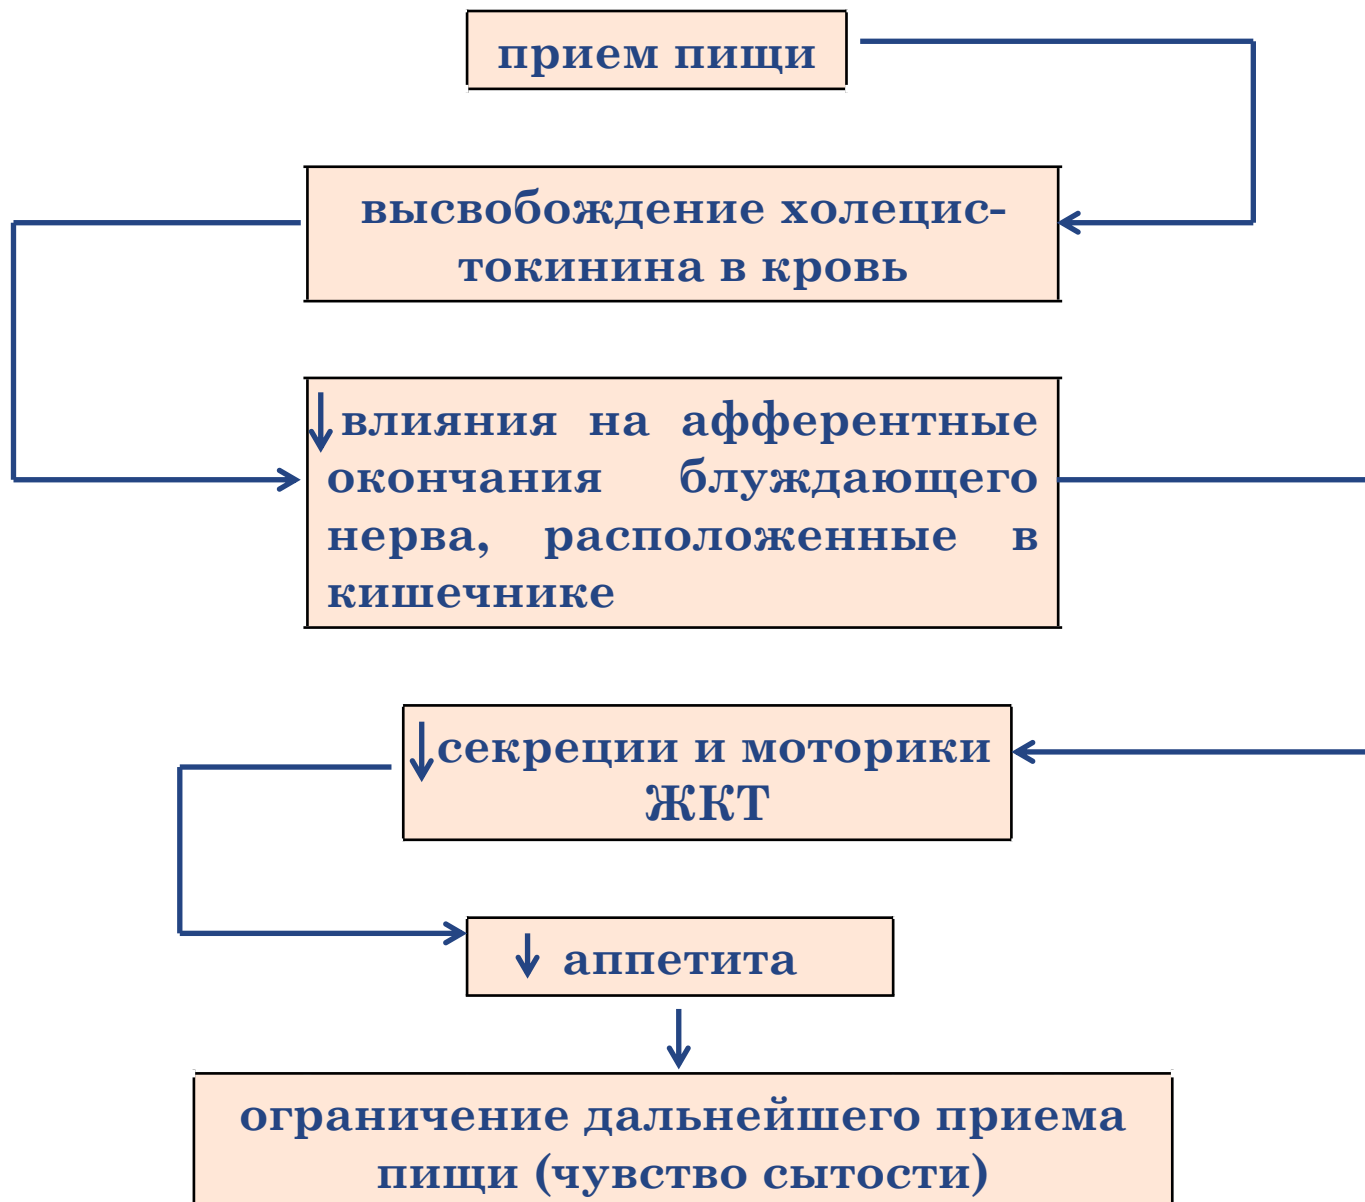 прием пищи
высвобождение холецис-
токинина в кровь
влияния на афферентные
окончания блуждающего
нерва, расположенные в
кишечнике
секреции и моторики
ЖКТ
аппетита
ограничение дальнейшего приема
пищи (чувство сытости)